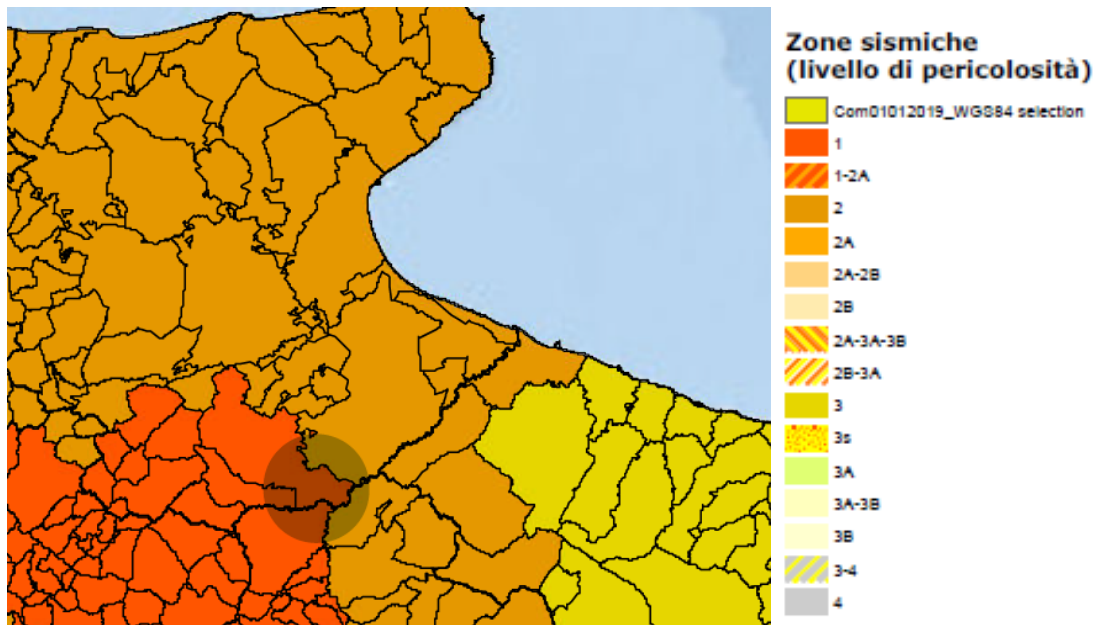 Zone sismiche
(livello di pericolosità)
Com01012019_WGS84 selection
1
1-2A
2
2A
2A-2B
2B
2A-3A-3B
2B-3A
3
3s
3A
3A-3B
3B
3-4
4